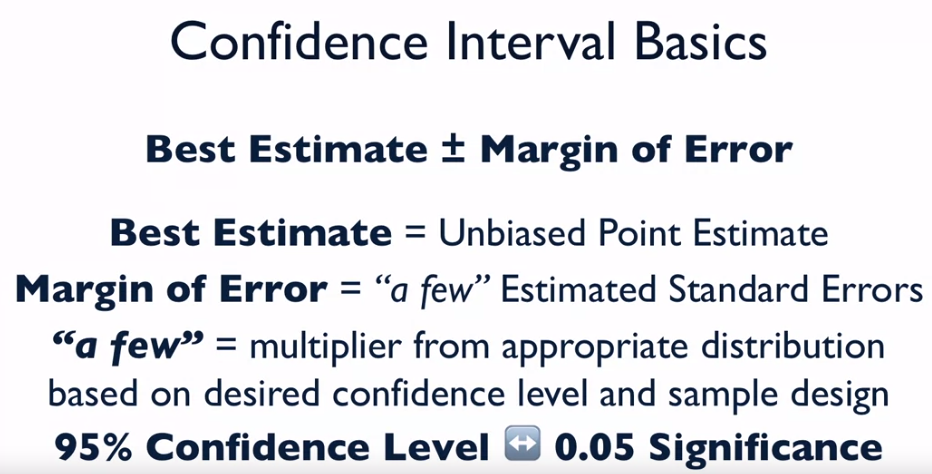 Confidence Interval Basics
Best Estimate ± Margin of Error
Best Estimate = Unbiased Point Estimate
Margin of Error = “a few” Estimated Standard Errors
“a few” = multiplier from appropriate distribution
based on desired confidence level and sample design
95% Confidence Level ↔ 0.05 Significance